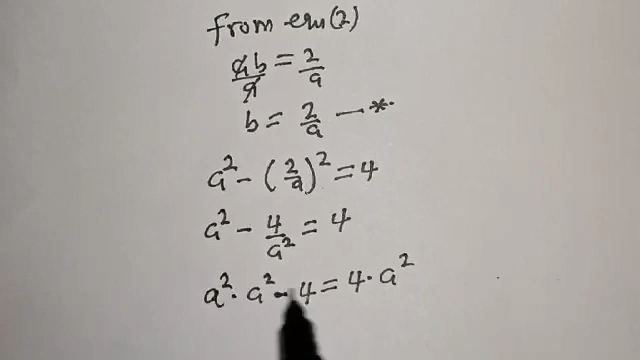 from eqn(2)
ab/a = 2/a
b = 2/a —*
a² - (2/a)² = 4
a² - 4/a² = 4
a² · a² - 4 = 4 · a²